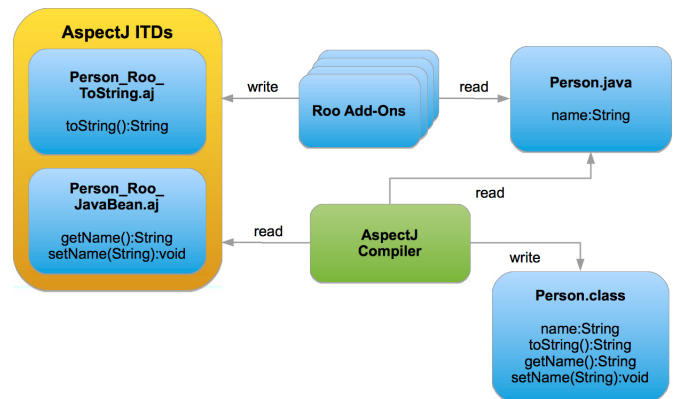 AspectJ ITDs
Person_Roo_
ToString.aj
toString():String
Person_Roo_
JavaBean.aj
getName():String
setName(String):void
write
Roo Add-Ons
read
Person.java
name:String
read
read
AspectJ
Compiler
write
Person.class
name:String
toString():String
getName():String
setName(String):void